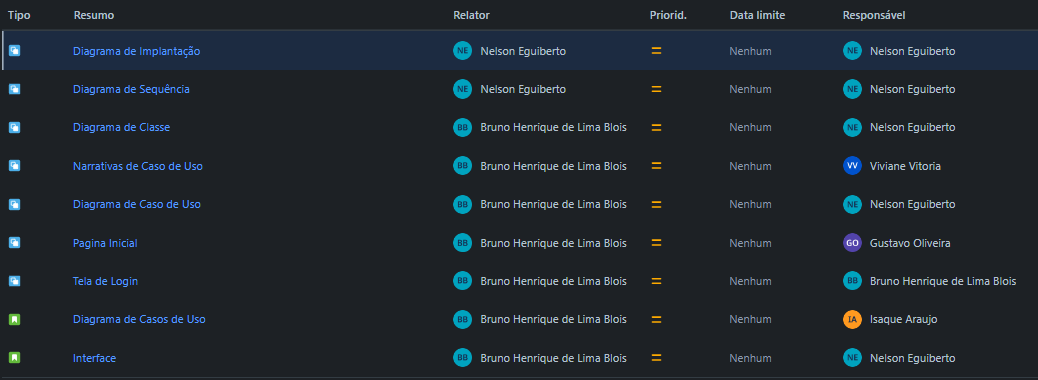 Tipo Resumo Relator Priorid. Data limite Responsável
Diagrama de Implantação NE Nelson Eguiberto Nenhum NE Nelson Eguiberto
Diagrama de Sequência NE Nelson Eguiberto Nenhum NE Nelson Eguiberto
Diagrama de Classe BB Bruno Henrique de Lima Blois Nenhum NE Nelson Eguiberto
Narrativas de Caso de Uso BB Bruno Henrique de Lima Blois Nenhum VV Viviane Vitoria
Diagrama de Caso de Uso BB Bruno Henrique de Lima Blois Nenhum NE Nelson Eguiberto
Pagina Inicial BB Bruno Henrique de Lima Blois Nenhum GO Gustavo Oliveira
Tela de Login BB Bruno Henrique de Lima Blois Nenhum BB Bruno Henrique de Lima Blois
Diagrama de Casos de Uso BB Bruno Henrique de Lima Blois Nenhum IA Isaque Araujo
Interface BB Bruno Henrique de Lima Blois Nenhum NE Nelson Eguiberto